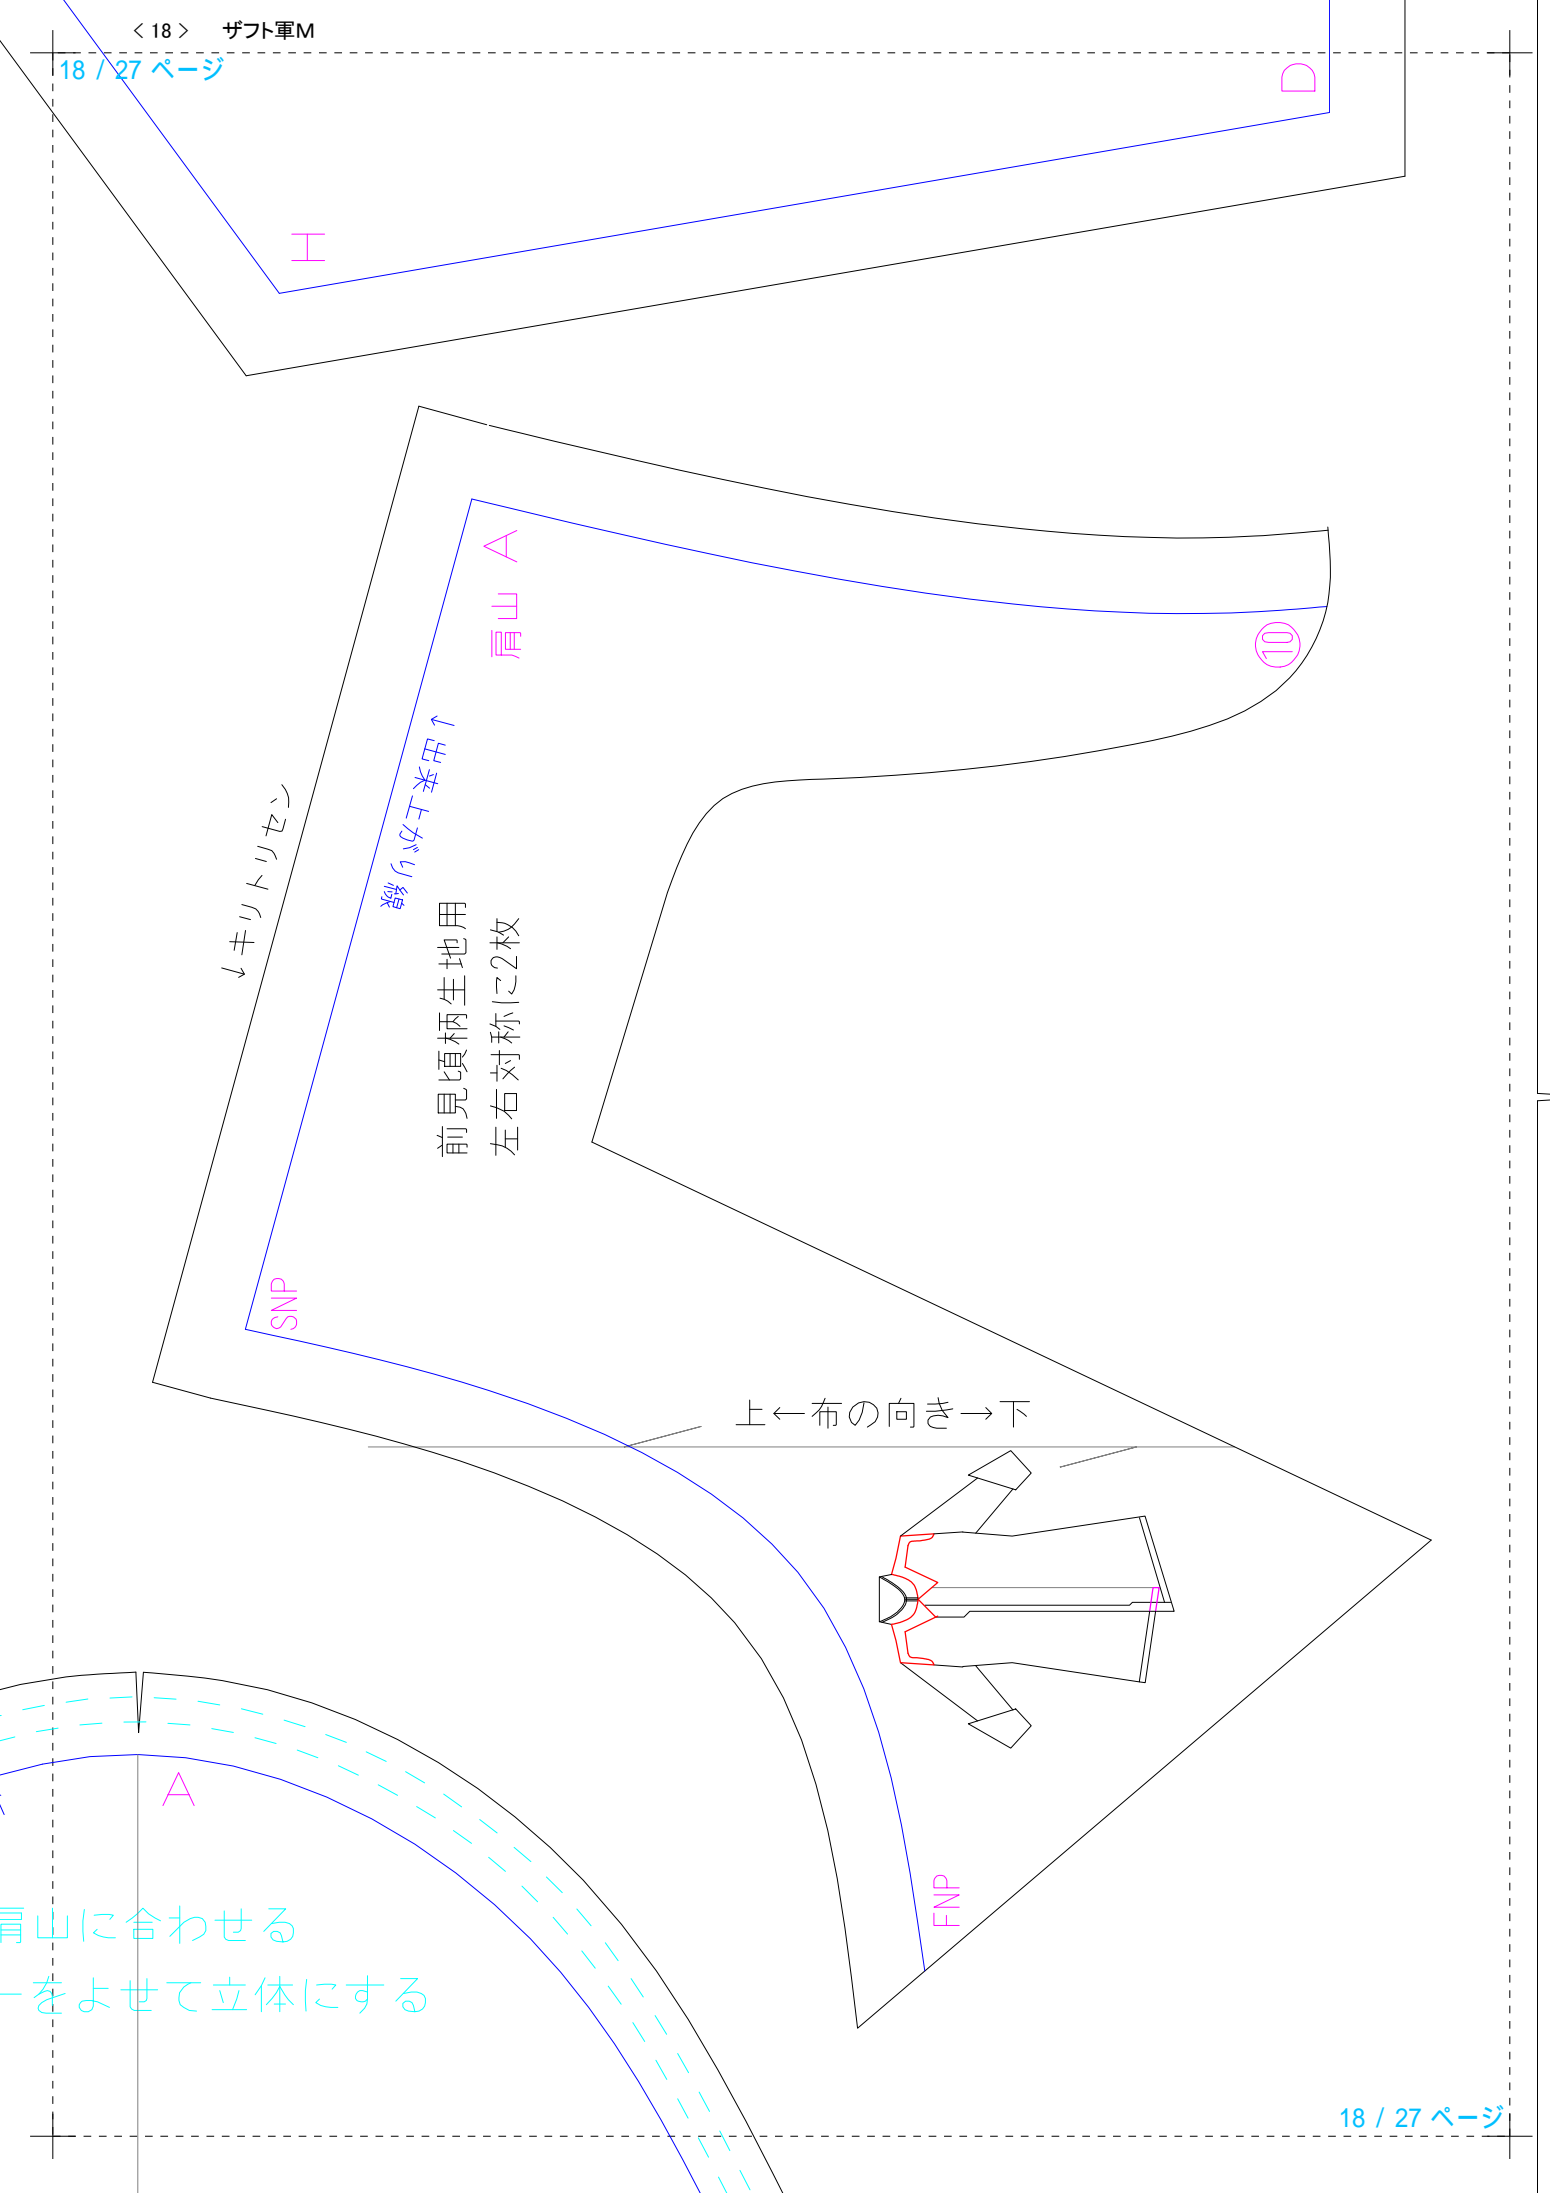 < 18 > ザフト軍M
18 / 27 ページ
D
H
A
肩山
⑩
↓出来上がり線
↓キリトリセン
前見頃柄生地用
左右対称に2枚
SNP
上←布の向き→下
A
FNP
肩山に合わせる
ーをよせて立体にする
18 / 27 ページ